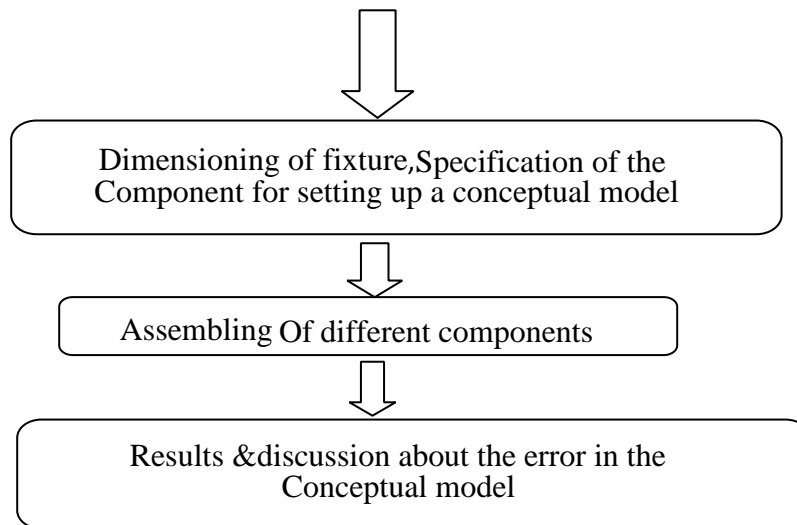 Dimensioning of fixture,Specification of the
Component for setting up a conceptual model
Assembling Of different components
Results &discussion about the error in the
Conceptual model